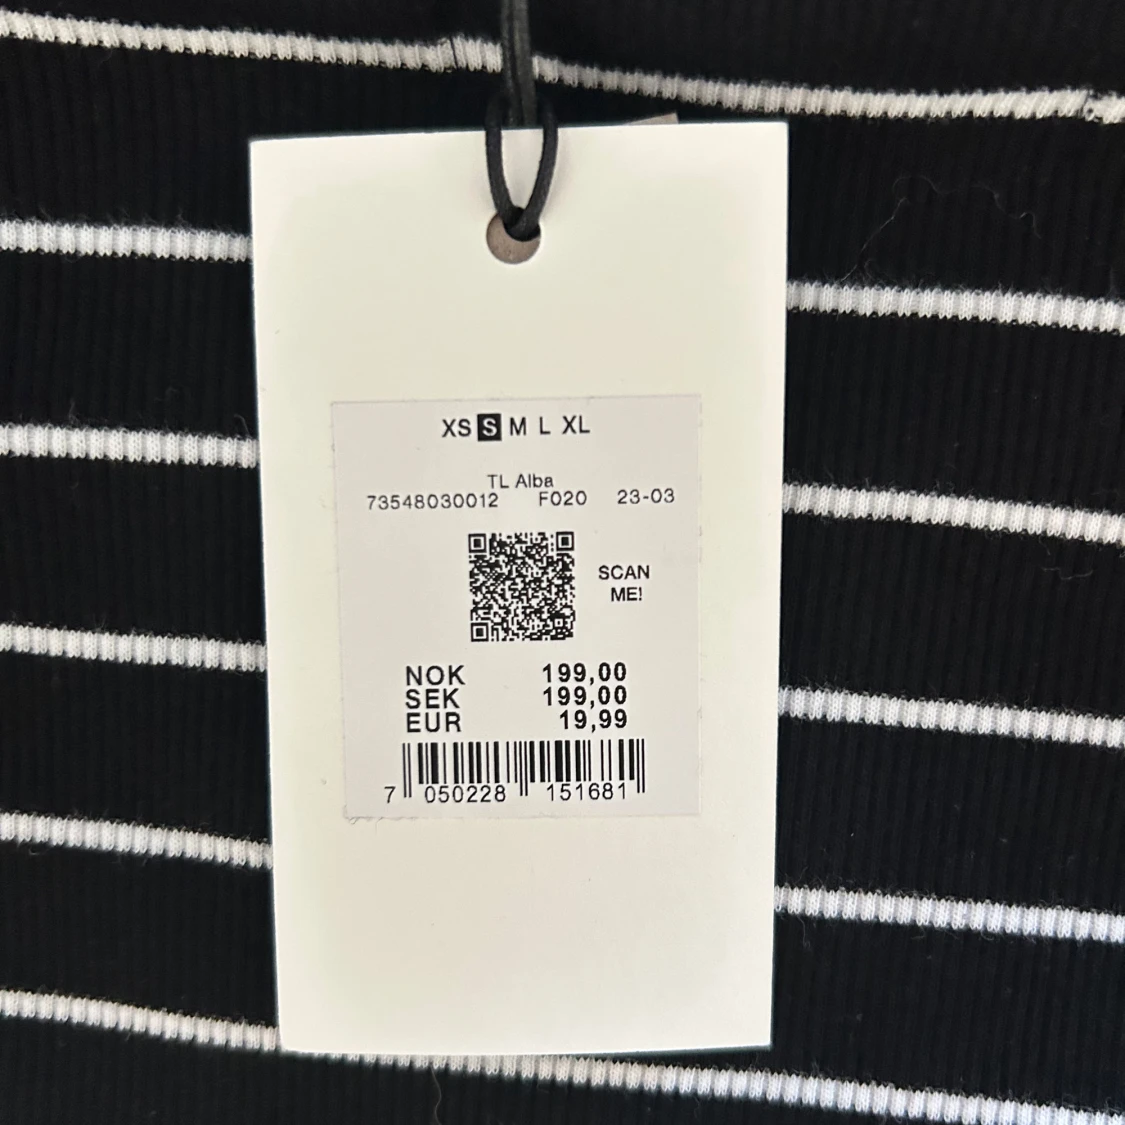 XS S M L XL
TL Alba
73548030012 F020 23-03
SCAN
ME!
NOK 199,00
SEK 199,00
EUR 19,99
7 050228 151681